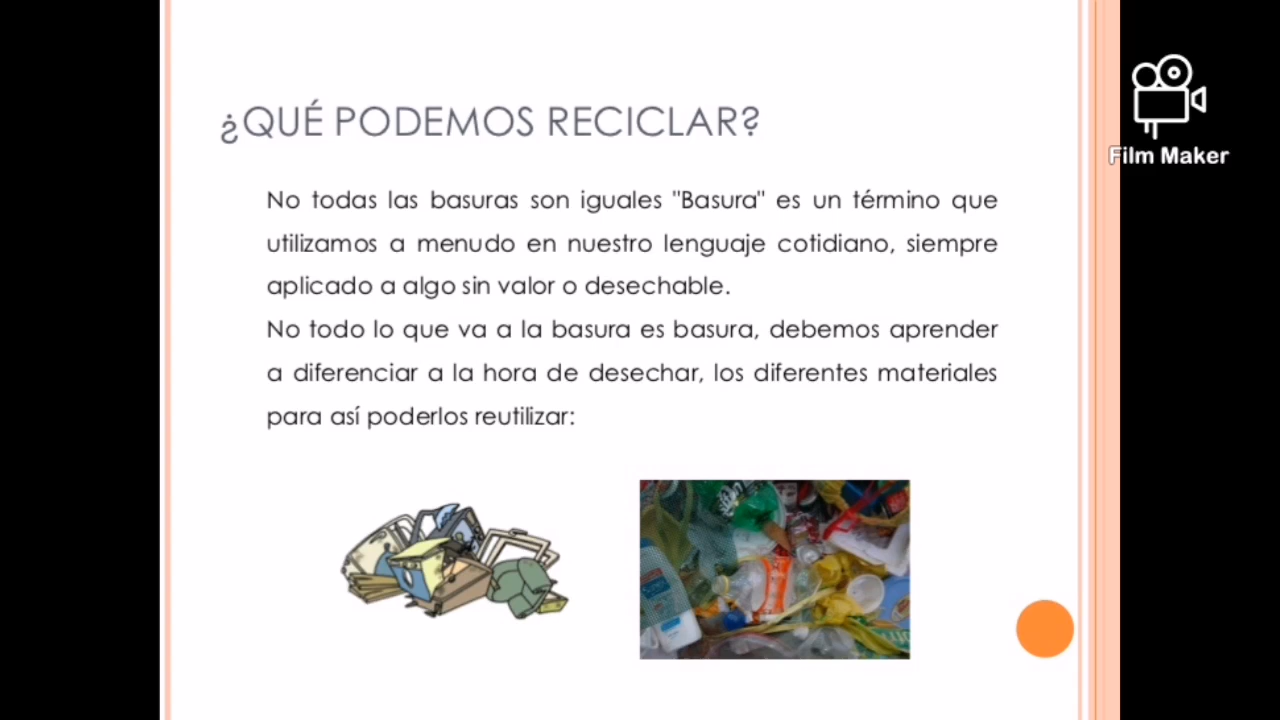 ¿QUÉ PODEMOS RECICLAR?
Film Maker
No todas las basuras son iguales "Basura" es un término que
utilizamos a menudo en nuestro lenguaje cotidiano, siempre
aplicado a algo sin valor o desechable.
No todo lo que va a la basura es basura, debemos aprender
a diferenciar a la hora de desechar, los diferentes materiales
para así poderlos reutilizar: